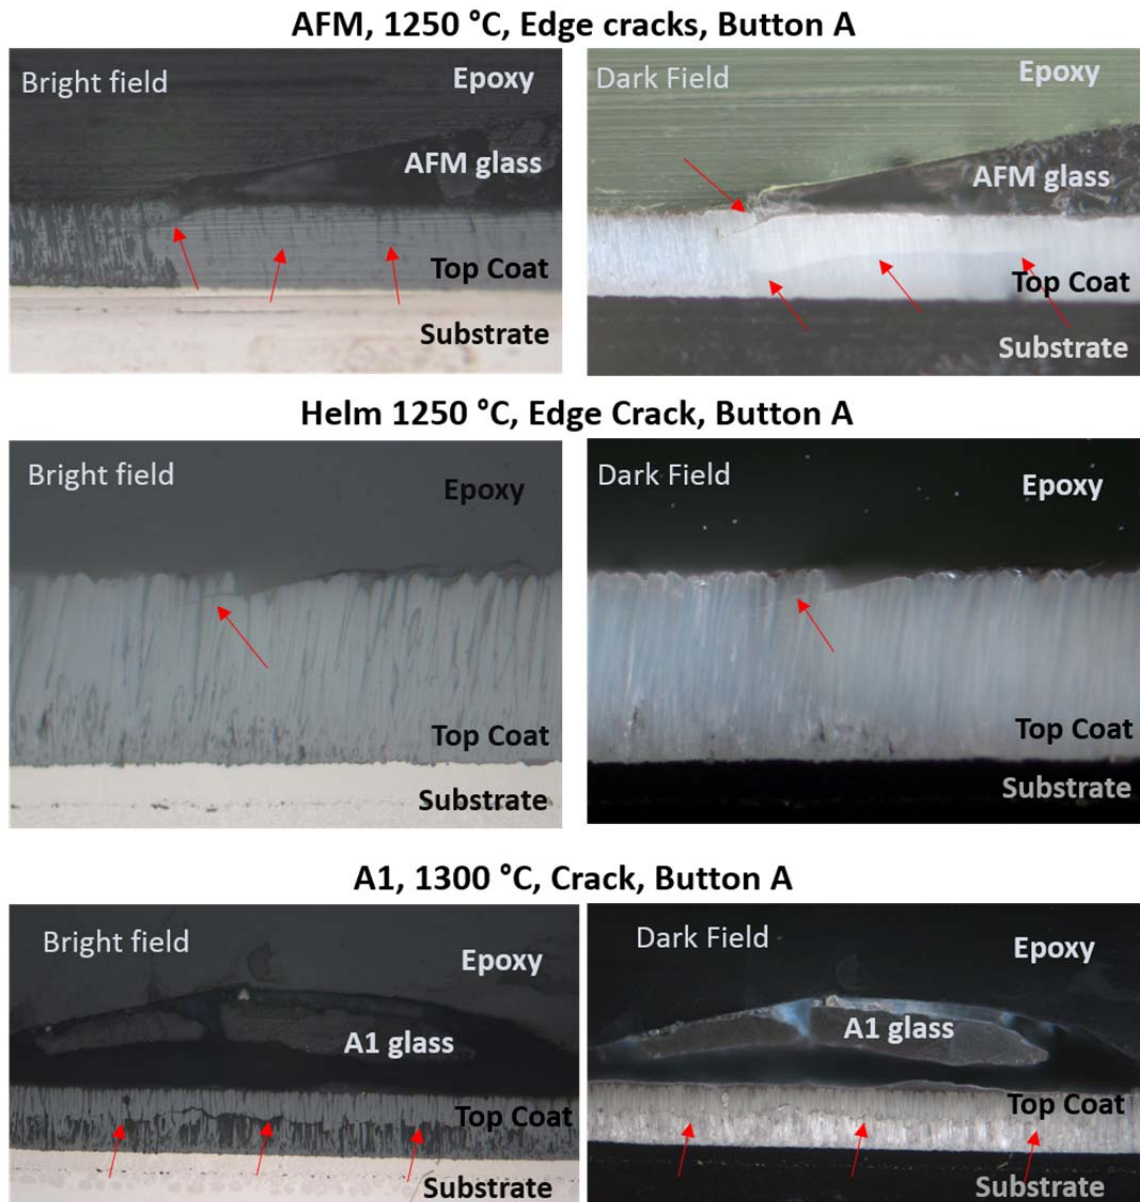 AFM, 1250 °C, Edge cracks, Button A
Bright field
Epoxy
AFM glass
Top Coat
Substrate
Dark Field
Epoxy
AFM glass
Top Coat
Substrate
Helm 1250 °C, Edge Crack, Button A
Bright field
Epoxy
Top Coat
Substrate
Dark Field
Epoxy
Top Coat
Substrate
A1, 1300 °C, Crack, Button A
Bright field
Epoxy
A1 glass
Top Coat
Substrate
Dark Field
Epoxy
A1 glass
Top Coat
Substrate